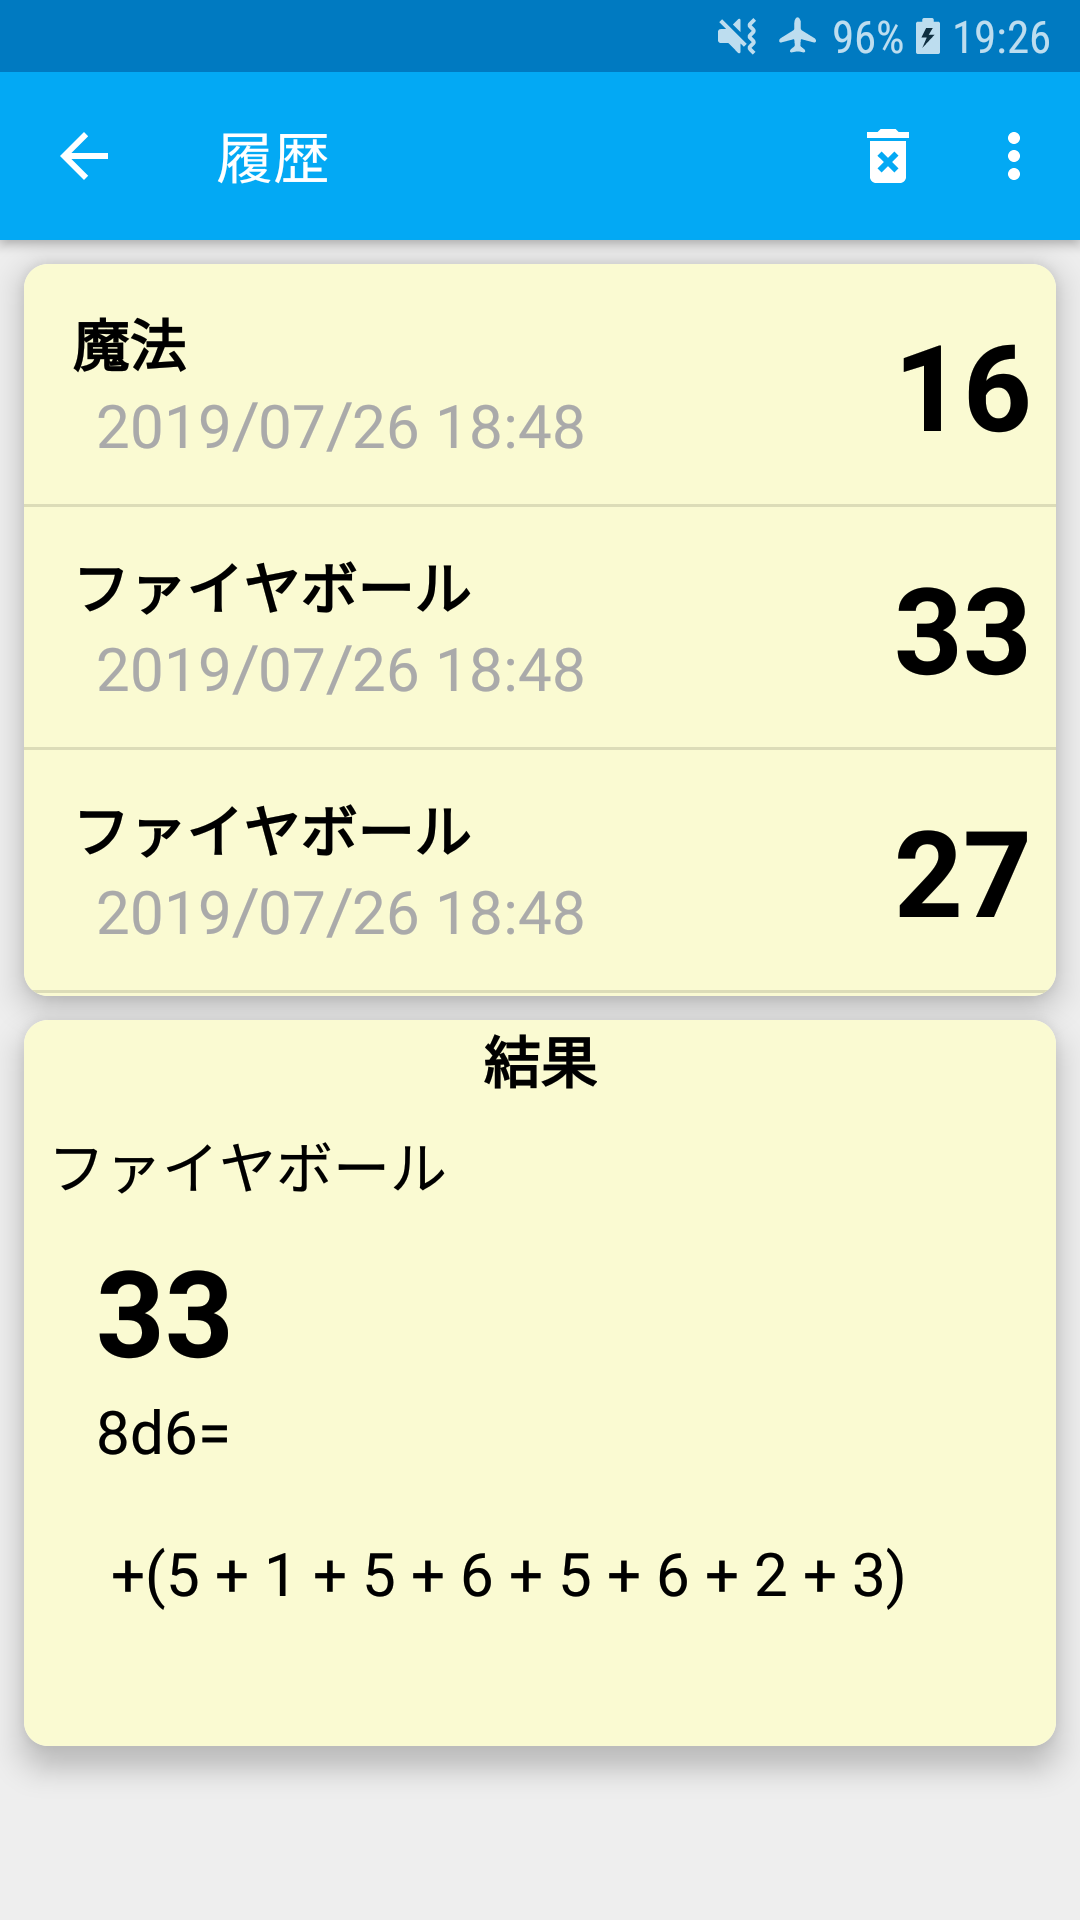 96% 19:26
履歴
魔法
2019/07/26 18:48
16
ファイヤボール
2019/07/26 18:48
33
ファイヤボール
2019/07/26 18:48
27
結果
ファイヤボール
33
8d6=
+(5 + 1 + 5 + 6 + 5 + 6 + 2 + 3)